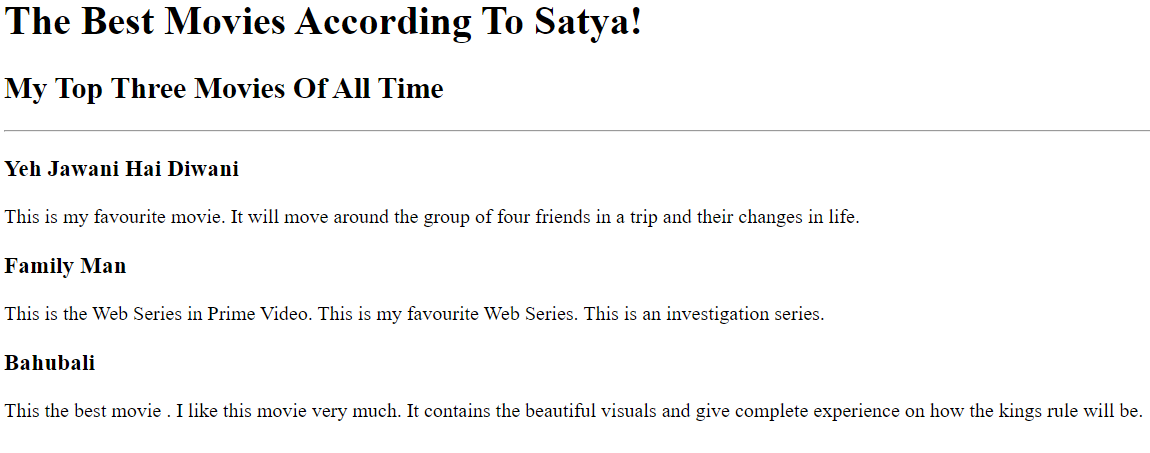 The Best Movies According To Satya!
My Top Three Movies Of All Time
Yeh Jawani Hai Diwani
This is my favourite movie. It will move around the group of four friends in a trip and their changes in life.
Family Man
This is the Web Series in Prime Video. This is my favourite Web Series. This is an investigation series.
Bahubali
This the best movie . I like this movie very much. It contains the beautiful visuals and give complete experience on how the kings rule will be.